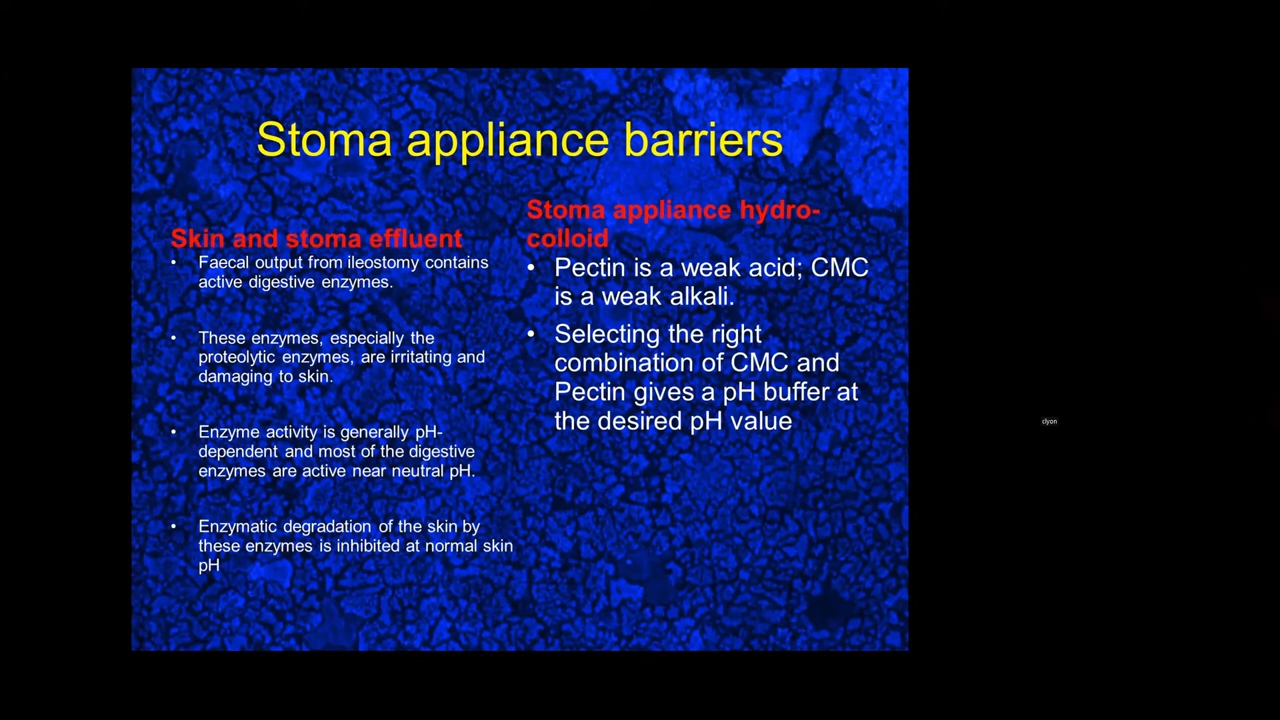 Stoma appliance barriers
Skin and stoma effluent
• Faecal output from ileostomy contains
active digestive enzymes.
• These enzymes, especially the
proteolytic enzymes, are irritating and
damaging to skin.
• Enzyme activity is generally pH-
dependent and most of the digestive
enzymes are active near neutral pH.
• Enzymatic degradation of the skin by
these enzymes is inhibited at normal skin
pH
Stoma appliance hydro-
colloid
• Pectin is a weak acid; CMC
is a weak alkali.
• Selecting the right
combination of CMC and
Pectin gives a pH buffer at
the desired pH value
clyon